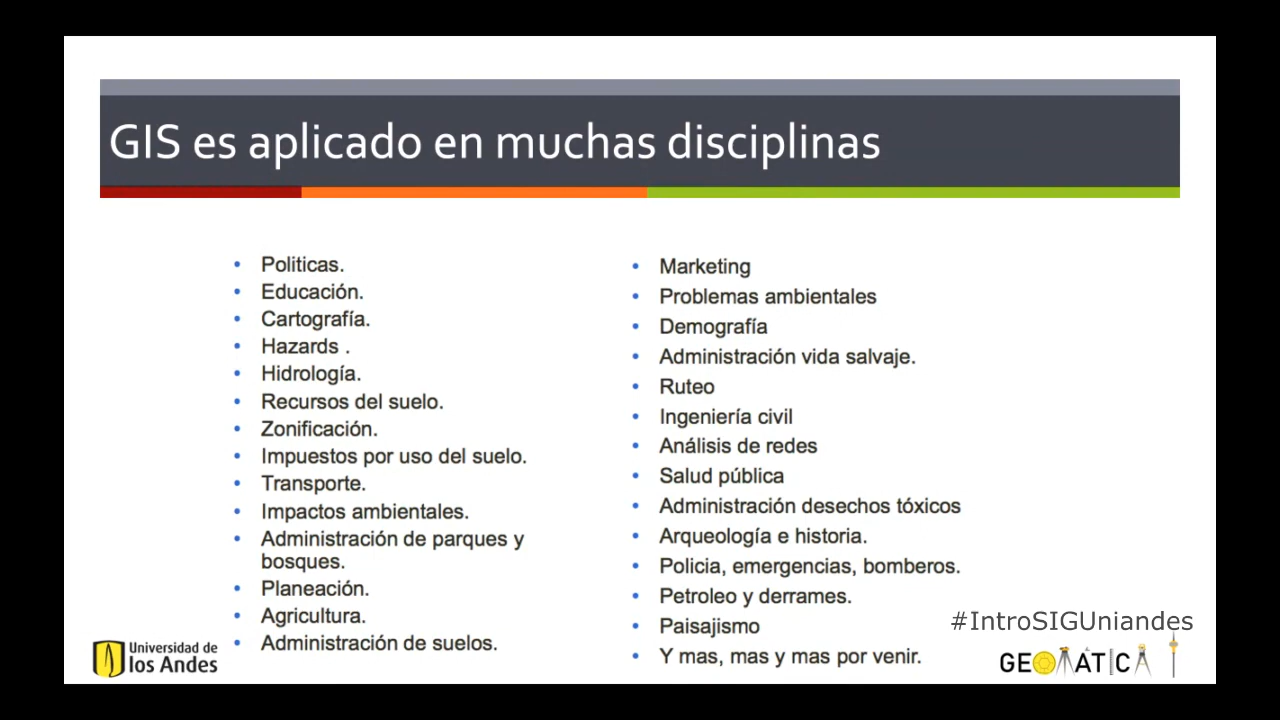 GIS es aplicado en muchas disciplinas
Politicas.
Educación.
Cartografía.
Hazards .
Hidrología.
Recursos del suelo.
Zonificación.
Impuestos por uso del suelo.
Transporte.
Impactos ambientales.
Administración de parques y
bosques.
Planeación.
Agricultura.
Administración de suelos.
Marketing
Problemas ambientales
Demografía
Administración vida salvaje.
Ruteo
Ingeniería civil
Análisis de redes
Salud pública
Administración desechos tóxicos
Arqueología e historia.
Policia, emergencias, bomberos.
Petroleo y derrames.
Paisajismo
Y mas, mas y mas por venir.
#IntroSIGUniandes
Universidad de
los Andes
GEOMÁTICA